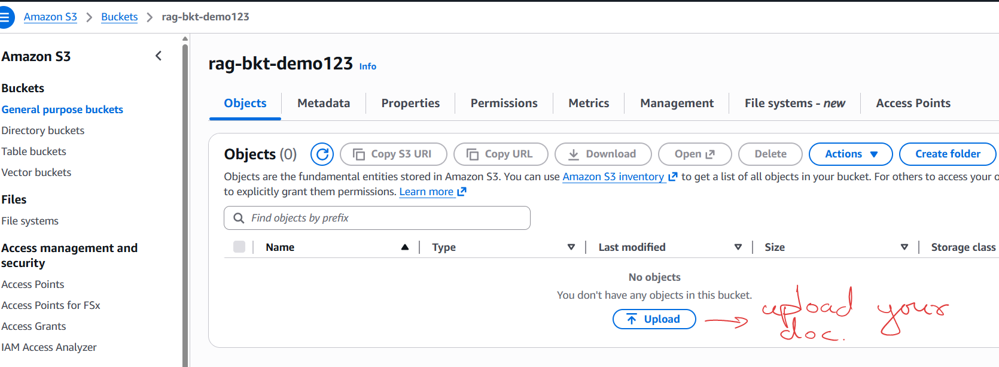 Amazon S3 > Buckets > rag-bkt-demo123
Amazon S3
Buckets
General purpose buckets
Directory buckets
Table buckets
Vector buckets
Files
File systems
Access management and
security
Access Points
Access Points for FSx
Access Grants
IAM Access Analyzer
rag-bkt-demo123 Info
Objects Metadata Properties Permissions Metrics Management File systems - new Access Points
Objects (0) Copy S3 URI Copy URL Download Open Delete Actions Create folder
Objects are the fundamental entities stored in Amazon S3. You can use Amazon S3 inventory to get a list of all objects in your bucket. For others to access your o
to explicitly grant them permissions. Learn more
Find objects by prefix
Name Type Last modified Size Storage class
No objects
You don't have any objects in this bucket.
Upload
upload your
doc.